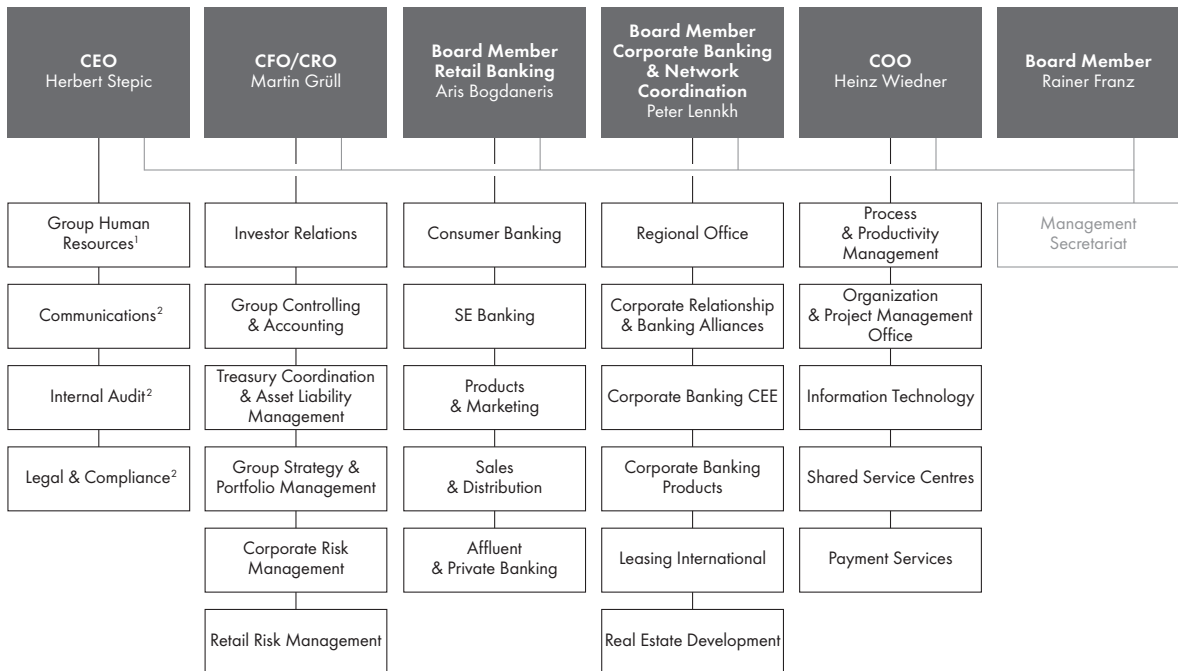 CEO
Herbert Stepic
CFO/CRO
Martin Grüll
Board Member
Retail Banking
Aris Bogdaneris
Board Member
Corporate Banking
& Network
Coordination
Peter Lennkh
COO
Heinz Wiedner
Board Member
Rainer Franz
Group Human
Resources¹
Communications²
Internal Audit²
Legal & Compliance²
Investor Relations
Group Controlling
& Accounting
Treasury Coordination
& Asset Liability
Management
Group Strategy &
Portfolio Management
Corporate Risk
Management
Retail Risk Management
Consumer Banking
SE Banking
Products
& Marketing
Sales
& Distribution
Affluent
& Private Banking
Regional Office
Corporate Relationship
& Banking Alliances
Corporate Banking CEE
Corporate Banking
Products
Leasing International
Real Estate Development
Process
& Productivity
Management
Organization
& Project Management
Office
Information Technology
Shared Service Centres
Payment Services
Management
Secretariat